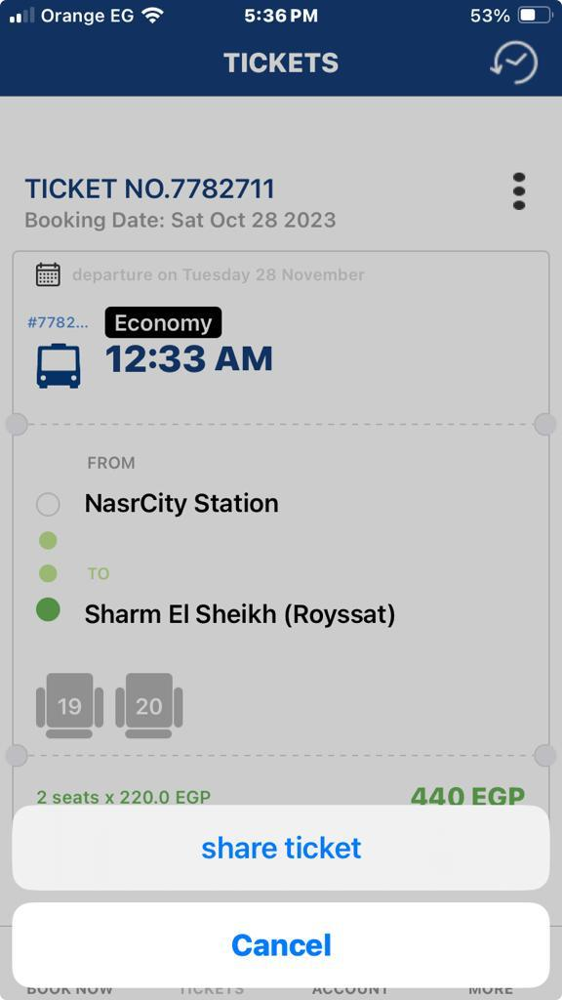 Orange EG 5:36 PM 53%
TICKETS
TICKET NO.7782711
Booking Date: Sat Oct 28 2023
departure on Tuesday 28 November
#7782... Economy
12:33 AM
FROM
NasrCity Station
TO
Sharm El Sheikh (Royssat)
19 20
2 seats x 220.0 EGP 440 EGP
share ticket
Cancel
BOOK NOW TICKETS ACCOUNT MORE